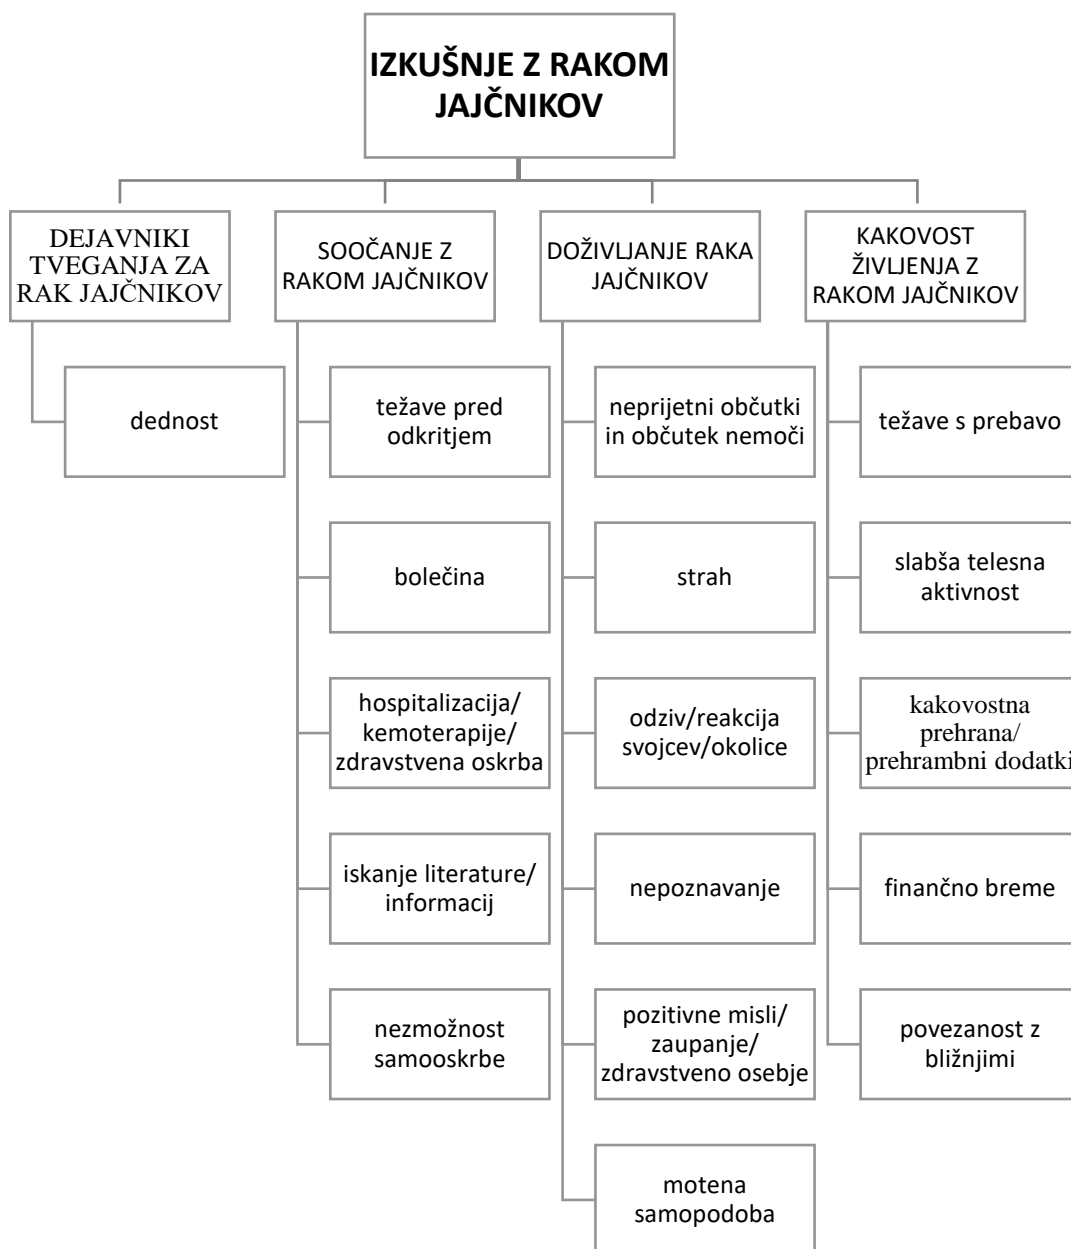 IZKUŠNJE Z RAKOM
JAJČNIKOV
DEJAVNIKI
TVEGANJA ZA
RAK JAJČNIKOV
dednost
SOOČANJE Z
RAKOM JAJČNIKOV
težave pred
odkritjem
bolečina
hospitalizacija/
kemoterapije/
zdravstvena oskrba
iskanje literature/
informacij
nezmožnost
samooskrbe
DOŽIVLJANJE RAKA
JAJČNIKOV
neprijetni občutki
in občutek nemoči
strah
odziv/reakcija
svojcev/okolice
nepoznavanje
pozitivne misli/
zaupanje/
zdravstveno osebje
motena
samopodoba
KAKOVOST
ŽIVLJENJA Z
RAKOM JAJČNIKOV
težave s prebavo
slabša telesna
aktivnost
kakovostna
prehrana/
prehrambni dodatki
finančno breme
povezanost z
bližnjimi